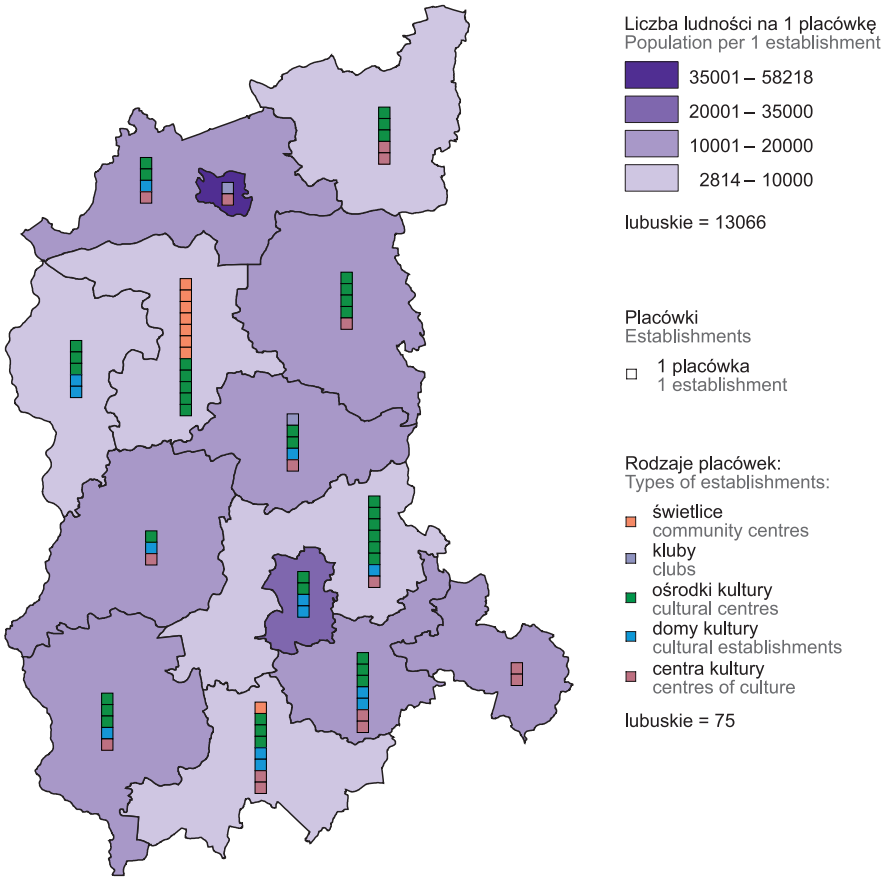 Liczba ludności na 1 placówkę
Population per 1 establishment
35001 – 58218
20001 – 35000
10001 – 20000
2814 – 10000
lubuskie = 13066
Placówki
Establishments
1 placówka
1 establishment
Rodzaje placówek:
Types of establishments:
świetlice
community centres
kluby
clubs
ośrodki kultury
cultural centres
domy kultury
cultural establishments
centra kultury
centres of culture
lubuskie = 75